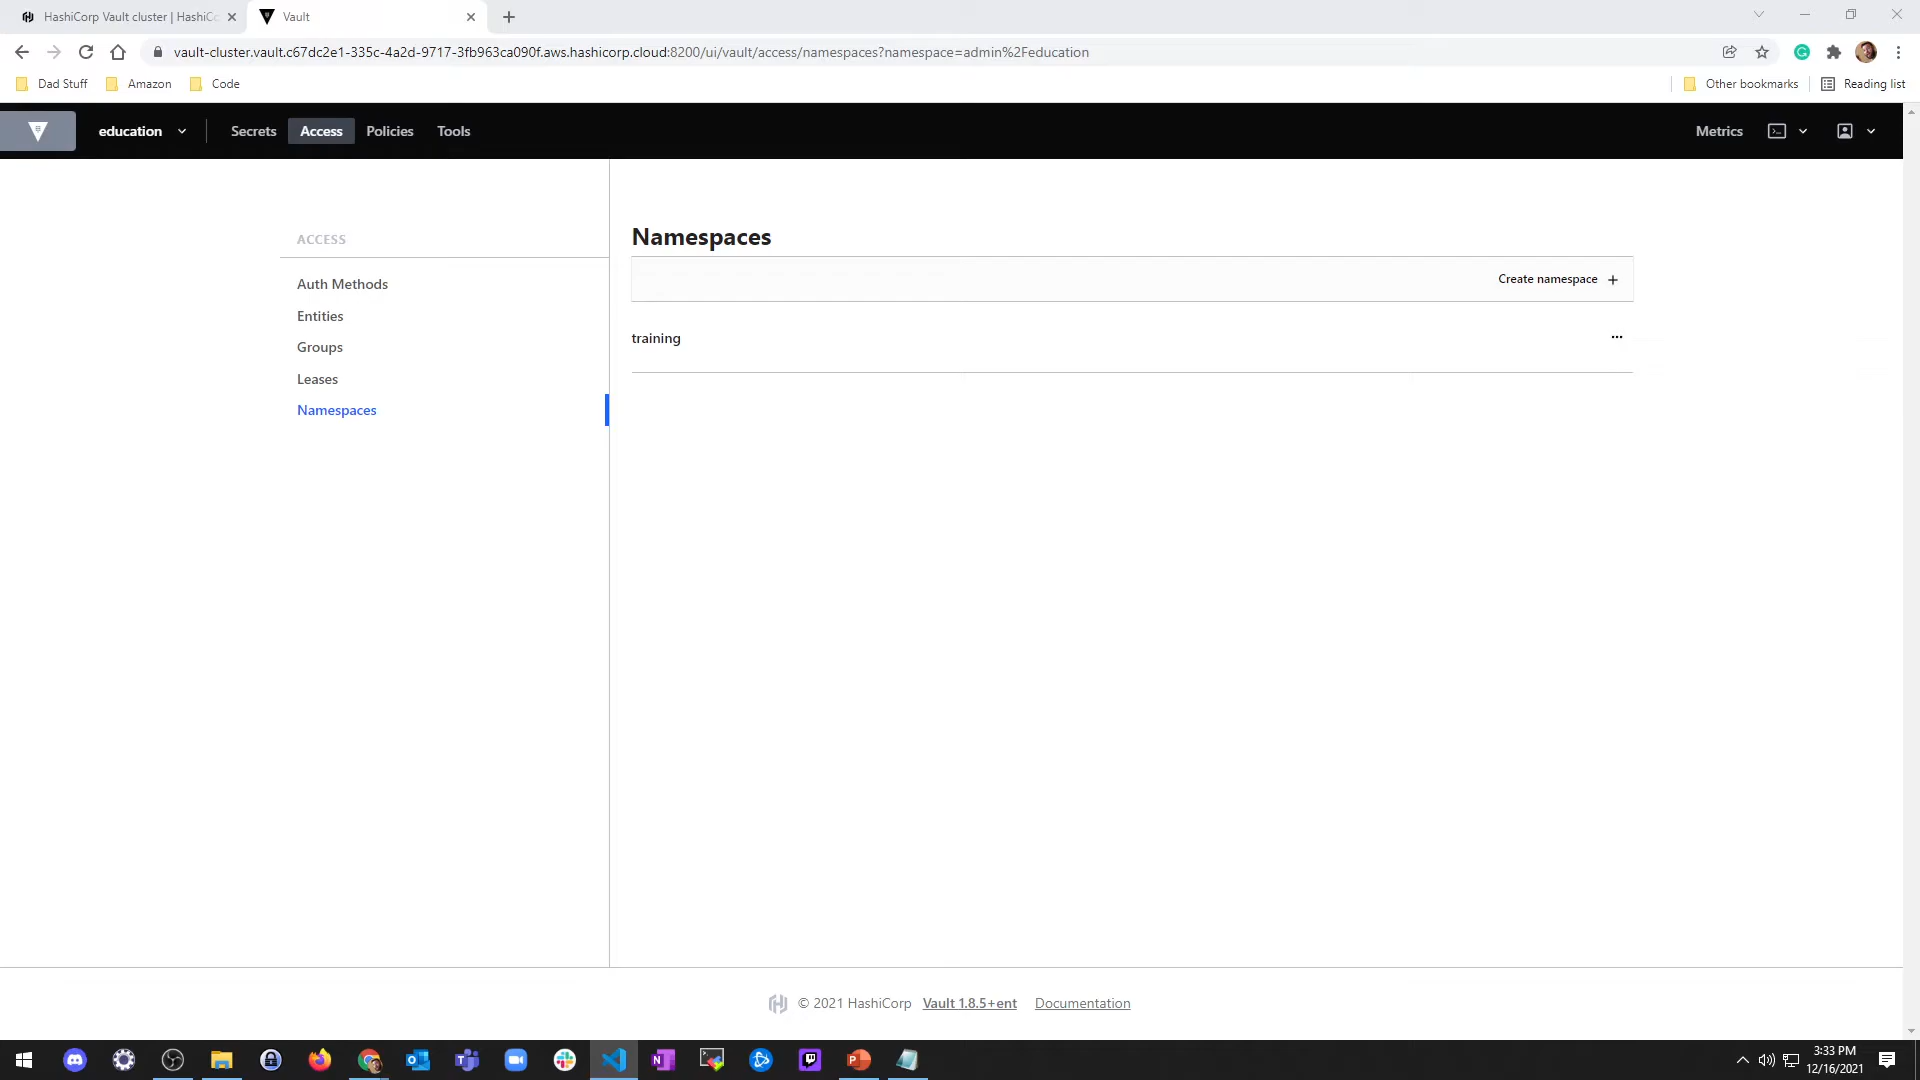 HashiCorp Vault cluster | HashiCo
Vault
vault-cluster.vault.c67dc2e1-335c-4a2d-9717-3fb963ca090f.aws.hashicorp.cloud:8200/ui/vault/access/namespaces?namespace=admin%2Feducation
Dad Stuff
Amazon
Code
Other bookmarks
Reading list
education
Secrets
Access
Policies
Tools
Metrics
ACCESS
Auth Methods
Entities
Groups
Leases
Namespaces
Namespaces
Create namespace +
training
© 2021 HashiCorp Vault 1.8.5+ent Documentation
3:33 PM
12/16/2021